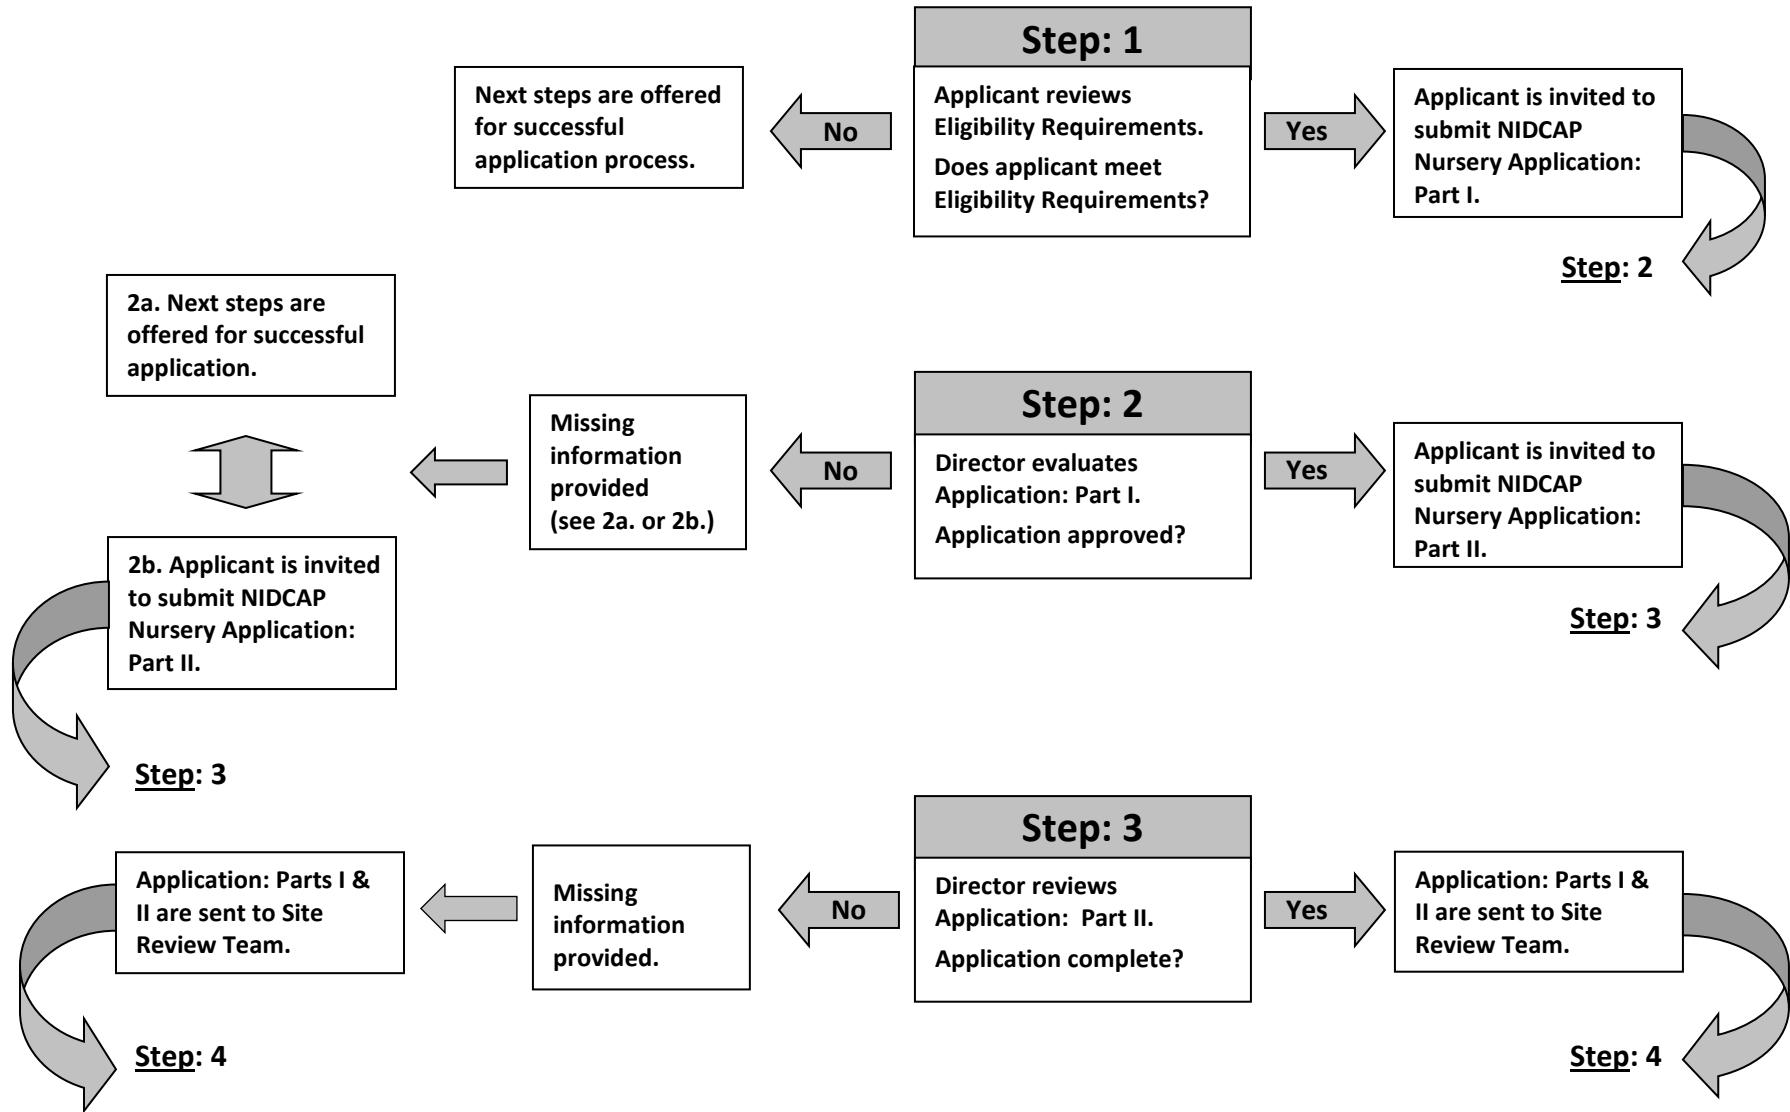 Step: 1
Next steps are offered
for successful
application process.
No
Applicant reviews
Eligibility Requirements.
Does applicant meet
Eligibility Requirements?
Yes
Applicant is invited to
submit NIDCAP
Nursery Application:
Part I.
Step: 2
2a. Next steps are
offered for successful
application.
Step: 2
Missing
information
provided
(see 2a. or 2b.)
No
Director evaluates
Application: Part I.
Application approved?
Yes
Applicant is invited to
submit NIDCAP
Nursery Application:
Part II.
2b. Applicant is invited
to submit NIDCAP
Nursery Application:
Part II.
Step: 3
Step: 3
Step: 3
Application: Parts I &
II are sent to Site
Review Team.
Missing
information
provided.
No
Director reviews
Application: Part II.
Application complete?
Yes
Application: Parts I &
II are sent to Site
Review Team.
Step: 4
Step: 4